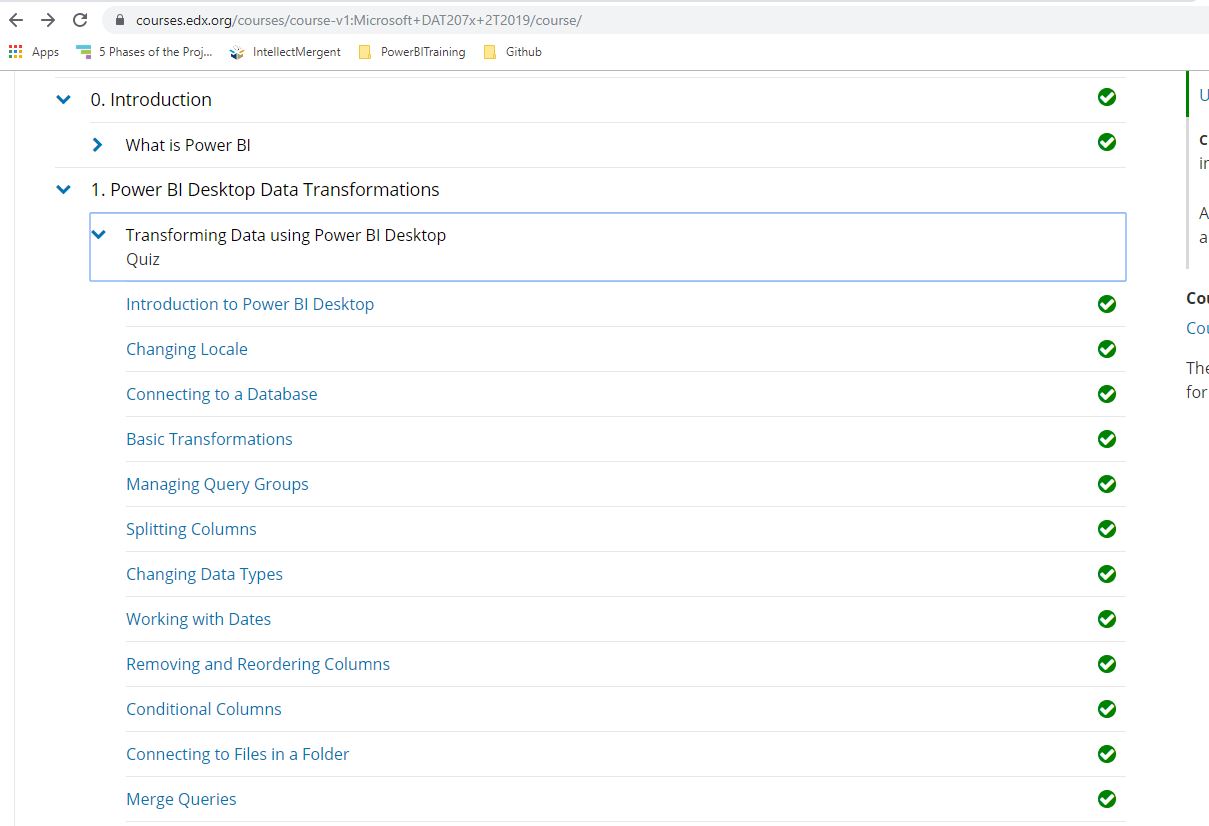 courses.edx.org/courses/course-v1:Microsoft+DAT207x+2T2019/course/
Apps 5 Phases of the Proj... IntellectMergent PowerBITraining Github
0. Introduction
What is Power BI
1. Power BI Desktop Data Transformations
Transforming Data using Power BI Desktop
Quiz
Introduction to Power BI Desktop
Changing Locale
Connecting to a Database
Basic Transformations
Managing Query Groups
Splitting Columns
Changing Data Types
Working with Dates
Removing and Reordering Columns
Conditional Columns
Connecting to Files in a Folder
Merge Queries
The
for